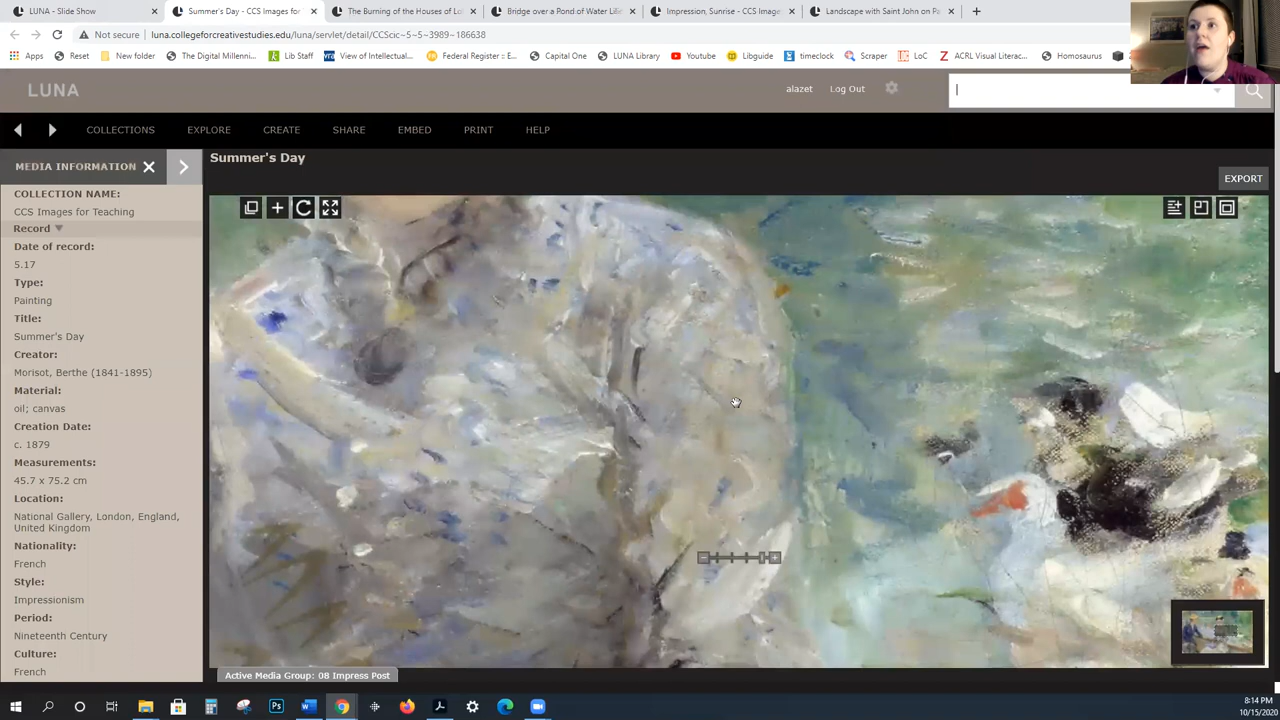 LUNA - Slide Show
Summer's Day - CCS Images for
The Burning of the Houses of Lo
Bridge over a Pond of Water Lilie
Impression, Sunrise - CCS Image
Landscape with Saint John on Pa
Not secure | luna.collegeforcreativestudies.edu/luna/servlet/detail/CCScic~5~5~3989~186638
Apps Reset New folder The Digital Millenni... Lib Staff View of Intellectual... Federal Register :: E... Capital One LUNA Library Youtube Libguide timeclock Scraper LoC ACRL Visual Literac... Homosaurus
LUNA
alazet Log Out
COLLECTIONS EXPLORE CREATE SHARE EMBED PRINT HELP
MEDIA INFORMATION
Summer's Day
EXPORT
COLLECTION NAME:
CCS Images for Teaching
Record
Date of record:
5.17
Type:
Painting
Title:
Summer's Day
Creator:
Morisot, Berthe (1841-1895)
Material:
oil; canvas
Creation Date:
c. 1879
Measurements:
45.7 x 75.2 cm
Location:
National Gallery, London, England,
United Kingdom
Nationality:
French
Style:
Impressionism
Period:
Nineteenth Century
Culture:
French
Active Media Group: 08 Impress Post
8:14 PM
10/15/2020